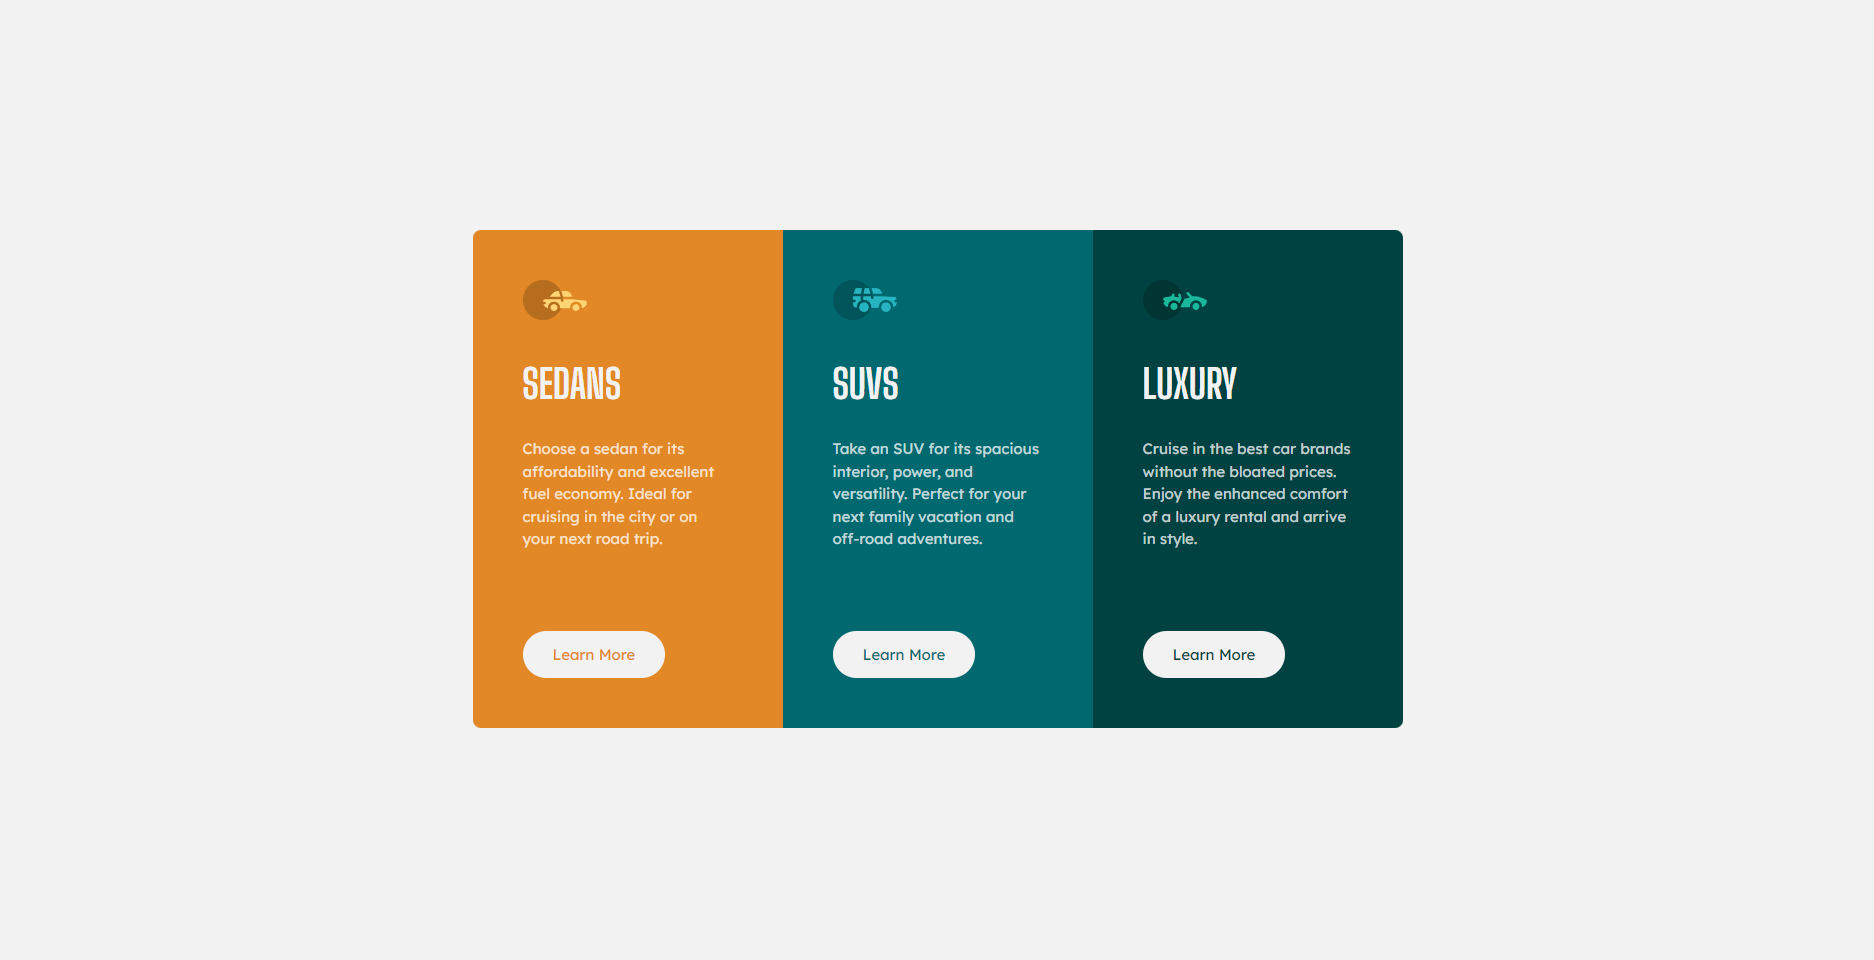 SEDANS
Choose a sedan for its
affordability and excellent
fuel economy. Ideal for
cruising in the city or on
your next road trip.
Learn More
SUVS
Take an SUV for its spacious
interior, power, and
versatility. Perfect for your
next family vacation and
off-road adventures.
Learn More
LUXURY
Cruise in the best car brands
without the bloated prices.
Enjoy the enhanced comfort
of a luxury rental and arrive
in style.
Learn More